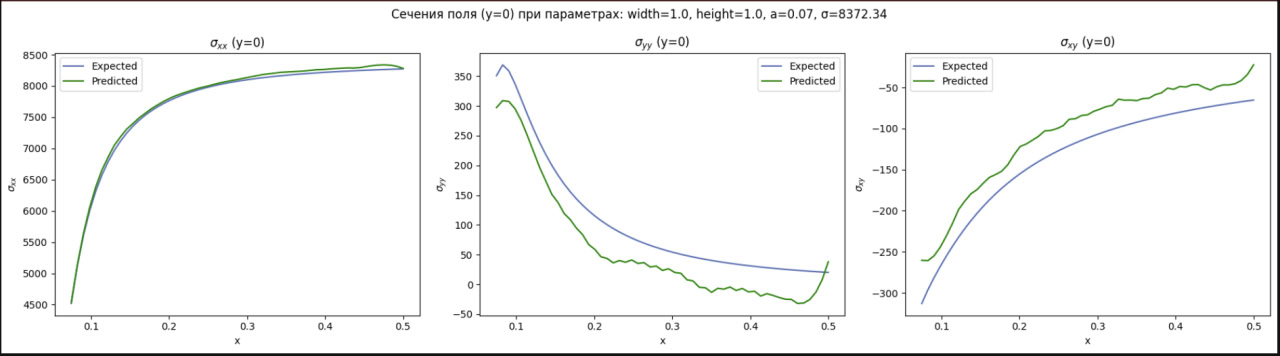 Сечения поля (y=0) при параметрах: width=1.0, height=1.0, a=0.07, σ=8372.34
σxx (y=0)
8500
8000
7500
7000
6500
6000
5500
5000
4500
σxx
Expected
Predicted
0.1 0.2 0.3 0.4 0.5
x
σyy (y=0)
350
300
250
200
150
100
50
0
−50
σyy
Expected
Predicted
0.1 0.2 0.3 0.4 0.5
x
σxy (y=0)
−50
−100
−150
−200
−250
−300
σxy
Expected
Predicted
0.1 0.2 0.3 0.4 0.5
x